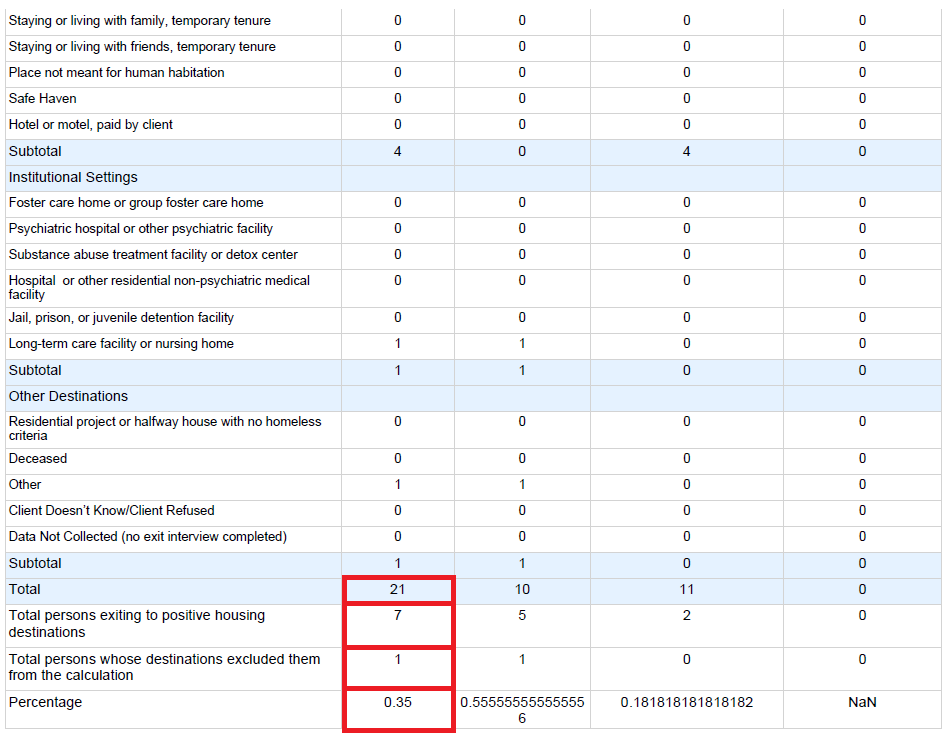 Staying or living with family, temporary tenure 0 0 0 0
Staying or living with friends, temporary tenure 0 0 0 0
Place not meant for human habitation 0 0 0 0
Safe Haven 0 0 0 0
Hotel or motel, paid by client 0 0 0 0
Subtotal 4 0 4 0
Institutional Settings
Foster care home or group foster care home 0 0 0 0
Psychiatric hospital or other psychiatric facility 0 0 0 0
Substance abuse treatment facility or detox center 0 0 0 0
Hospital or other residential non-psychiatric medical 0 0 0 0
facility
Jail, prison, or juvenile detention facility 0 0 0 0
Long-term care facility or nursing home 1 1 0 0
Subtotal 1 1 0 0
Other Destinations
Residential project or halfway house with no homeless 0 0 0 0
criteria
Deceased 0 0 0 0
Other 1 1 0 0
Client Doesn't Know/Client Refused 0 0 0 0
Data Not Collected (no exit interview completed) 0 0 0 0
Subtotal 1 1 0 0
Total 21 10 11 0
Total persons exiting to positive housing 7 5 2 0
destinations
Total persons whose destinations excluded them 1 1 0 0
from the calculation
Percentage 0.35 0.55555555555555 0.181818181818182 NaN
6